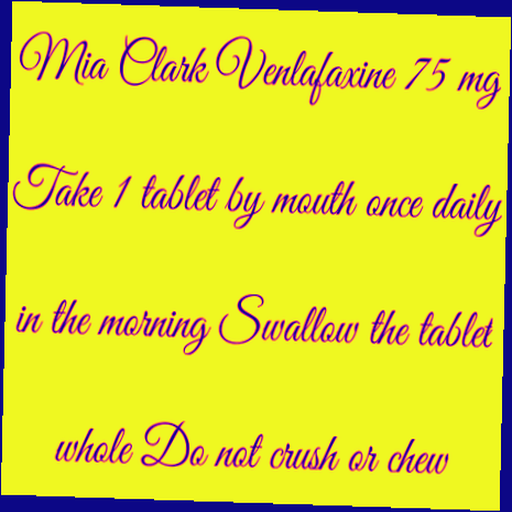 Mia Clark Venlafaxine 75 mg
Take 1 tablet by mouth once daily
in the morning Swallow the tablet
whole Do not crush or chew